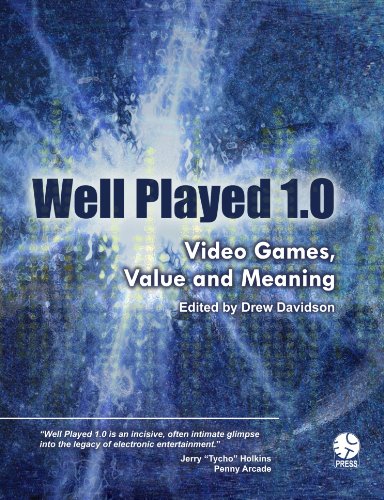 Well Played 1.0
Video Games,
Value and Meaning
Edited by Drew Davidson
"Well Played 1.0 is an incisive, often intimate glimpse
into the legacy of electronic entertainment."
Jerry "Tycho" Holkins
Penny Arcade
PRESS